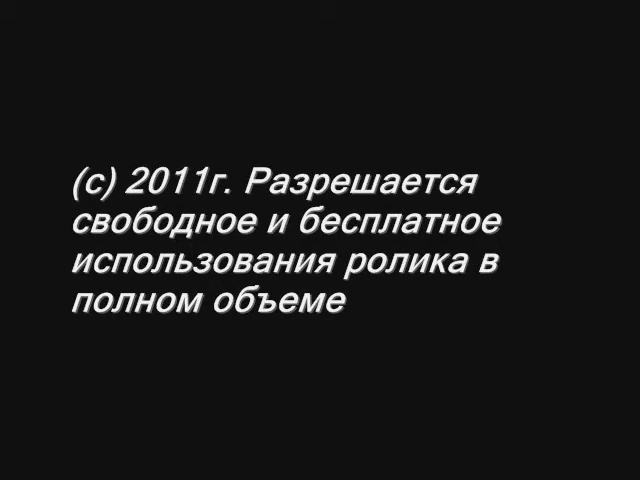 (с) 2011г. Разрешается
свободное и бесплатное
использования ролика в
полном объеме